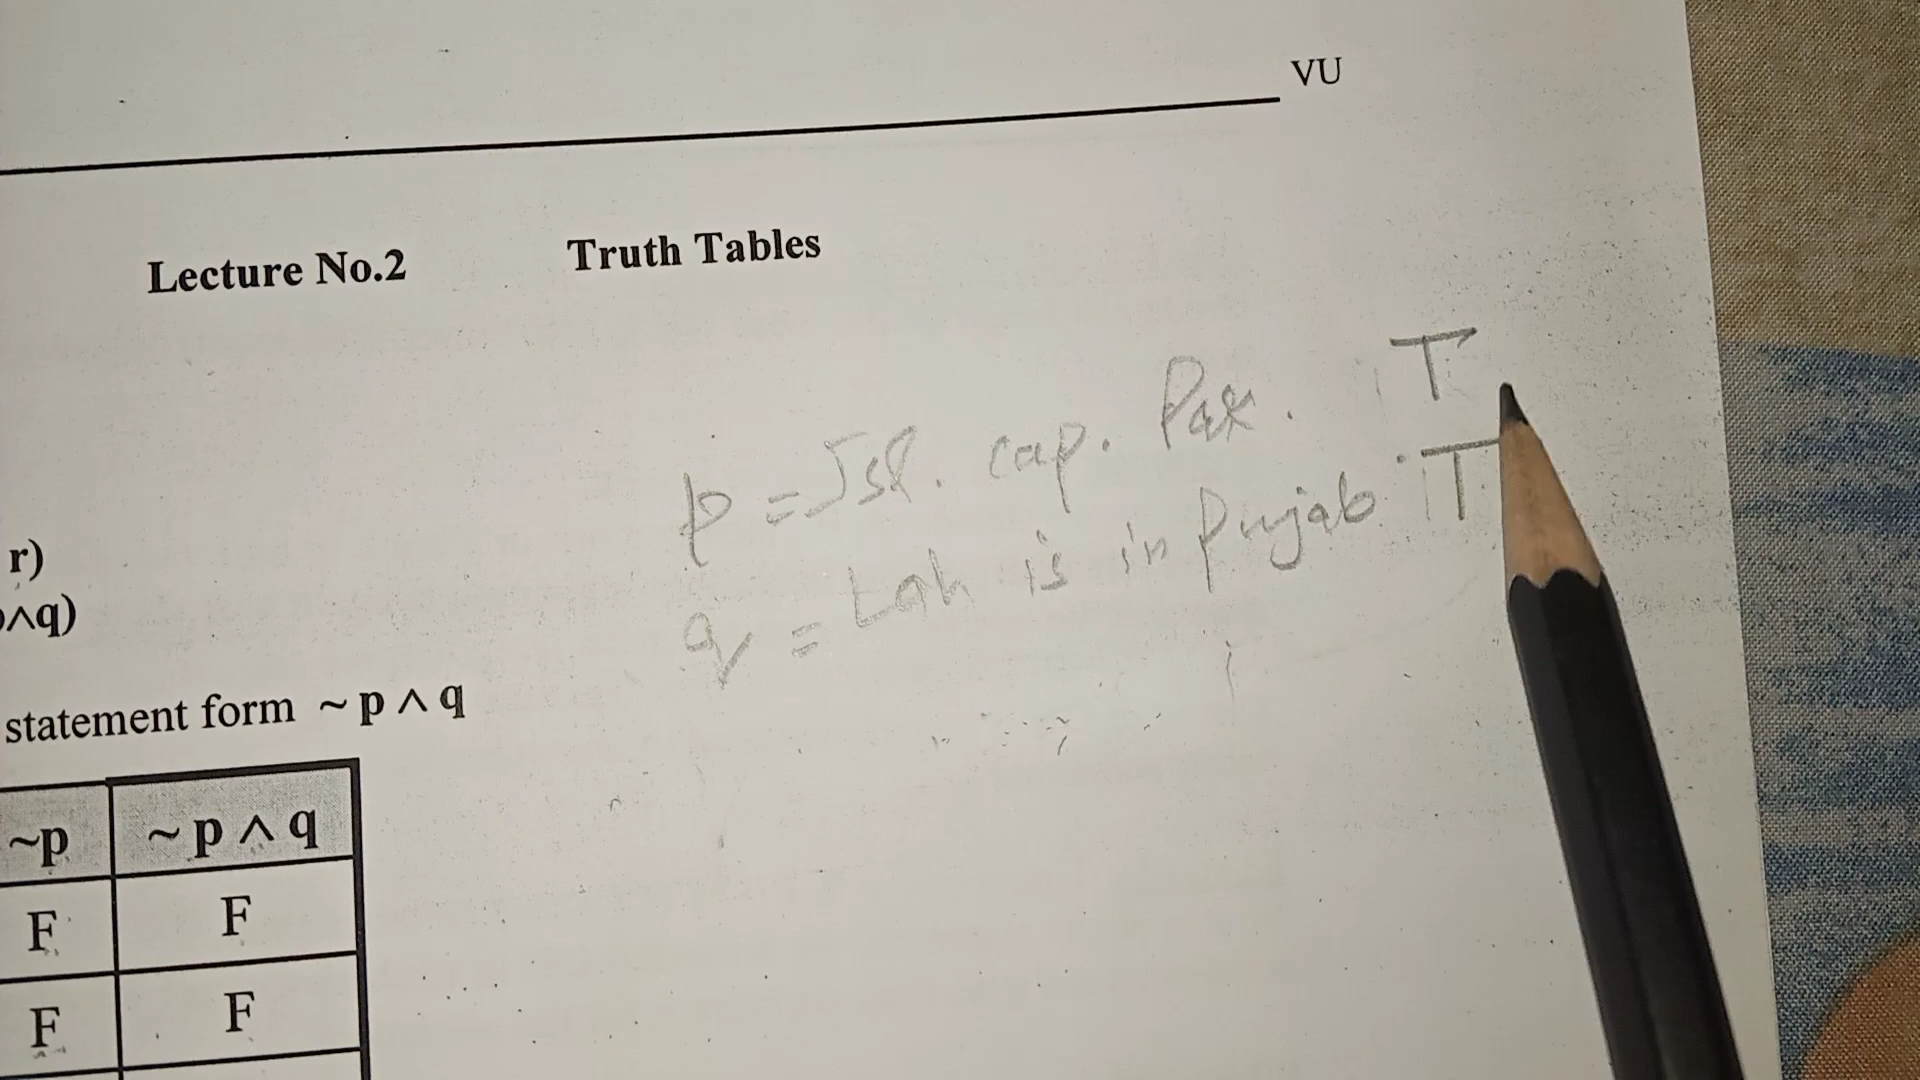 VU
Lecture No.2 Truth Tables
p = Isl. cap. Pak. T
q = Lah is in Punjab T
r)
∧q)
statement form ~ p ∧ q
~p ~ p ∧ q
F F
F F